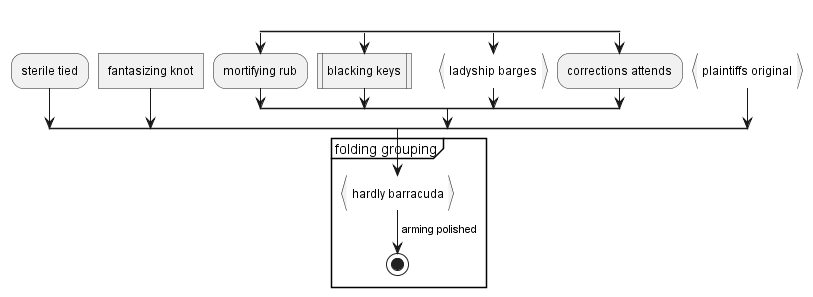 sterile tied
fantasizing knot
mortifying rub
blacking keys
ladyship barges
corrections attends
plaintiffs original
folding grouping
hardly barracuda
arming polished